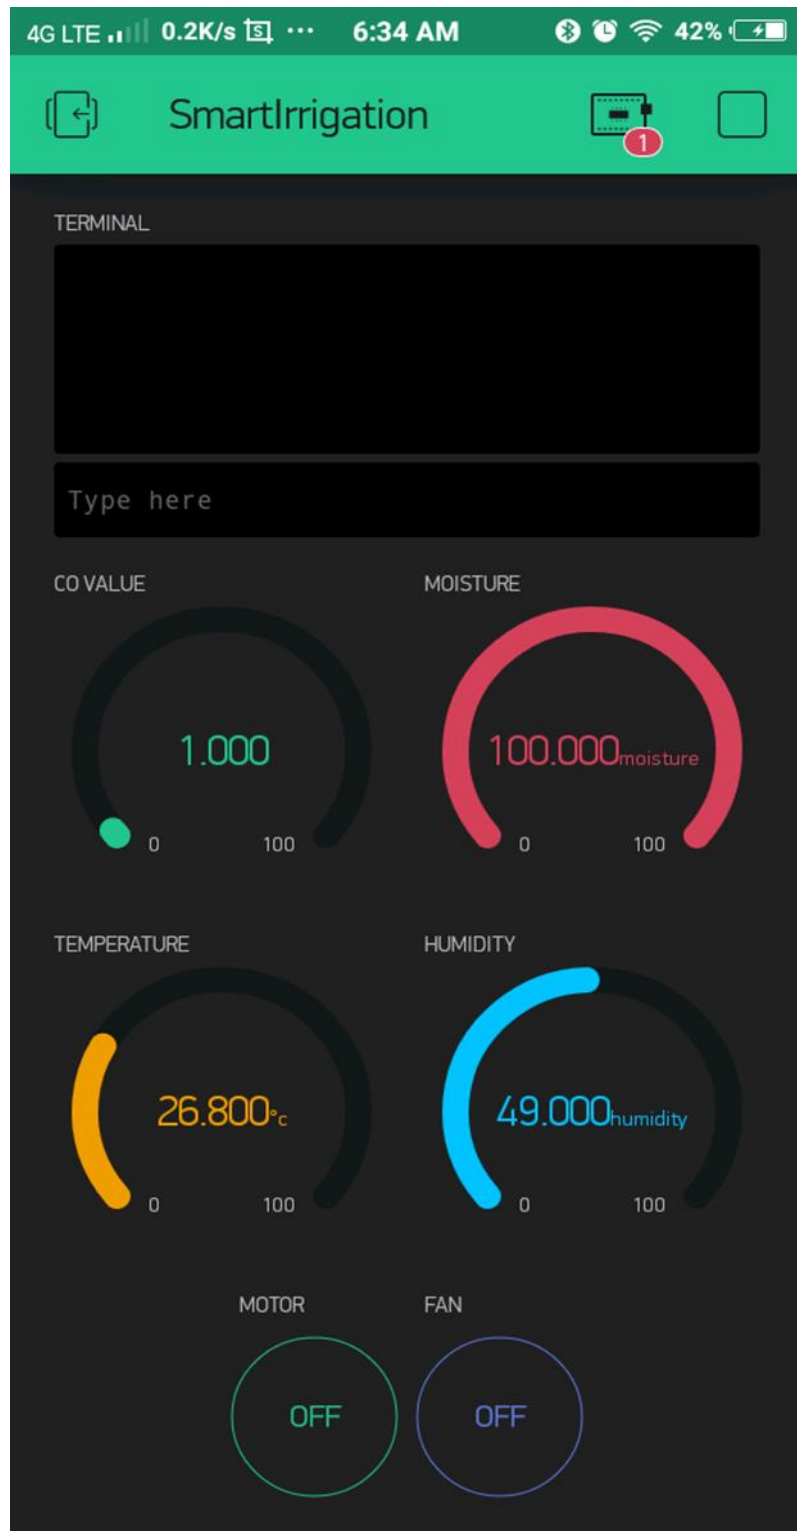 4G LTE 0.2K/s S ··· 6:34 AM 42%
SmartIrrigation
1
TERMINAL
Type here
CO VALUE MOISTURE
1.000 100.000moisture
0 100 0 100
TEMPERATURE HUMIDITY
26.800°c 49.000humidity
0 100 0 100
MOTOR FAN
OFF OFF